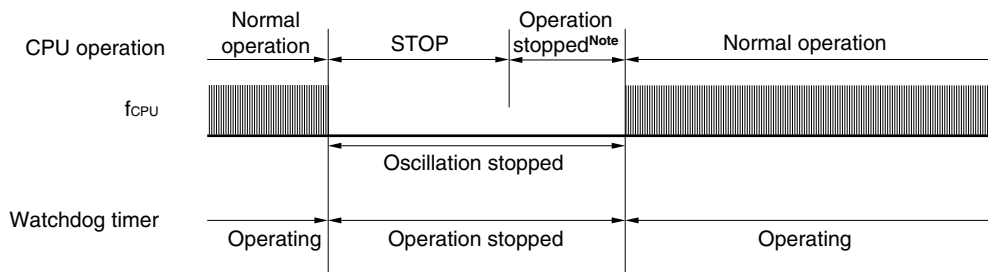 Normal
operation
Operation
stoppedNote
CPU operation
STOP
Normal operation
fCPU
Oscillation stopped
Watchdog timer
Operating
Operation stopped
Operating